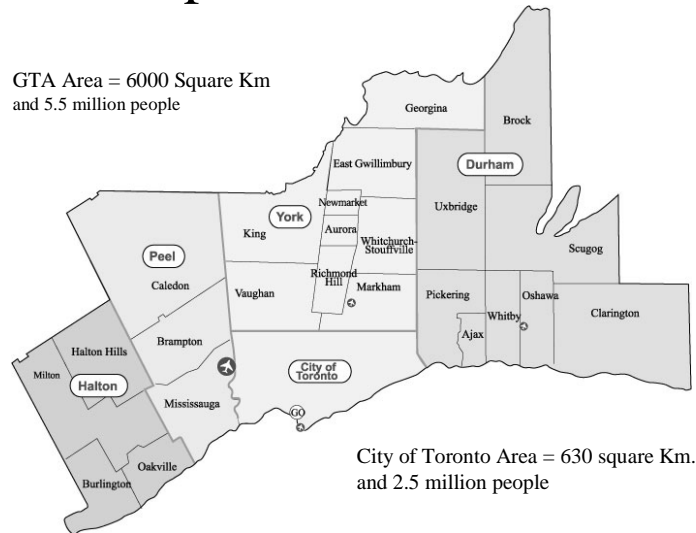 GTA Area = 6000 Square Km
and 5.5 million people
Georgina
Brock
East Gwillimbury
Durham
Newmarket
Uxbridge
York
King
Aurora
Whitchurch-
Stouffville
Scugog
Peel
Caledon
Richmond
Hill
Vaughan
Markham
Pickering
Oshawa
Whitby
Clarington
Ajax
Brampton
Halton Hills
Milton
Halton
City of
Toronto
Mississauga
GO
Oakville
Burlington
City of Toronto Area = 630 square Km.
and 2.5 million people